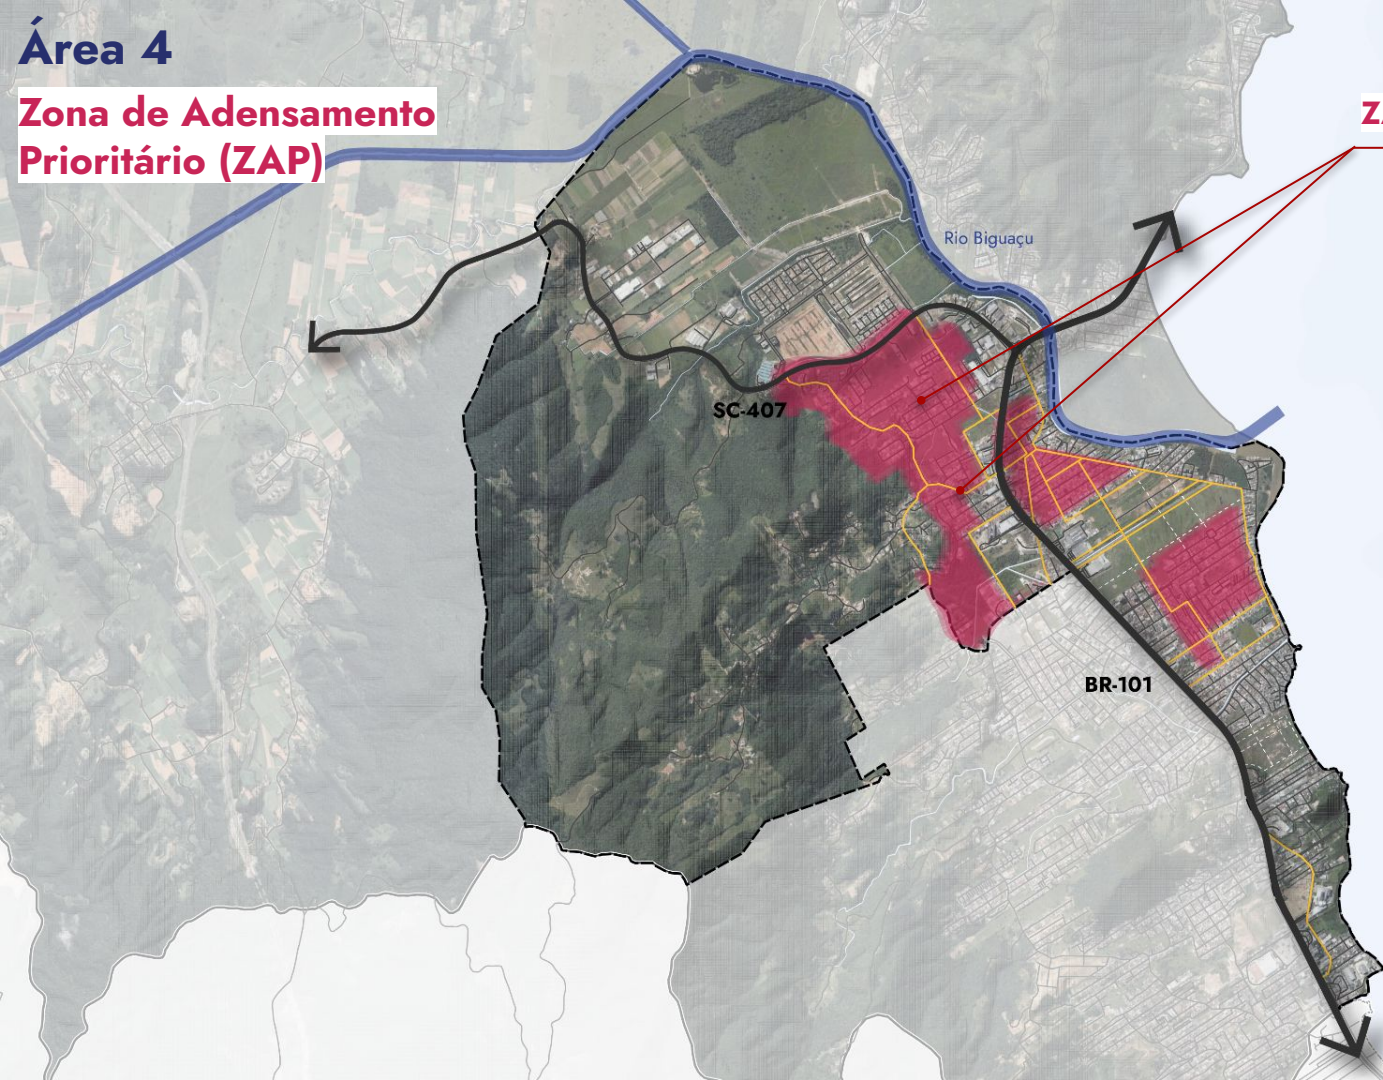 Área 4
Zona de Adensamento
Prioritário (ZAP)
Rio Biguaçu
SC-407
BR-101